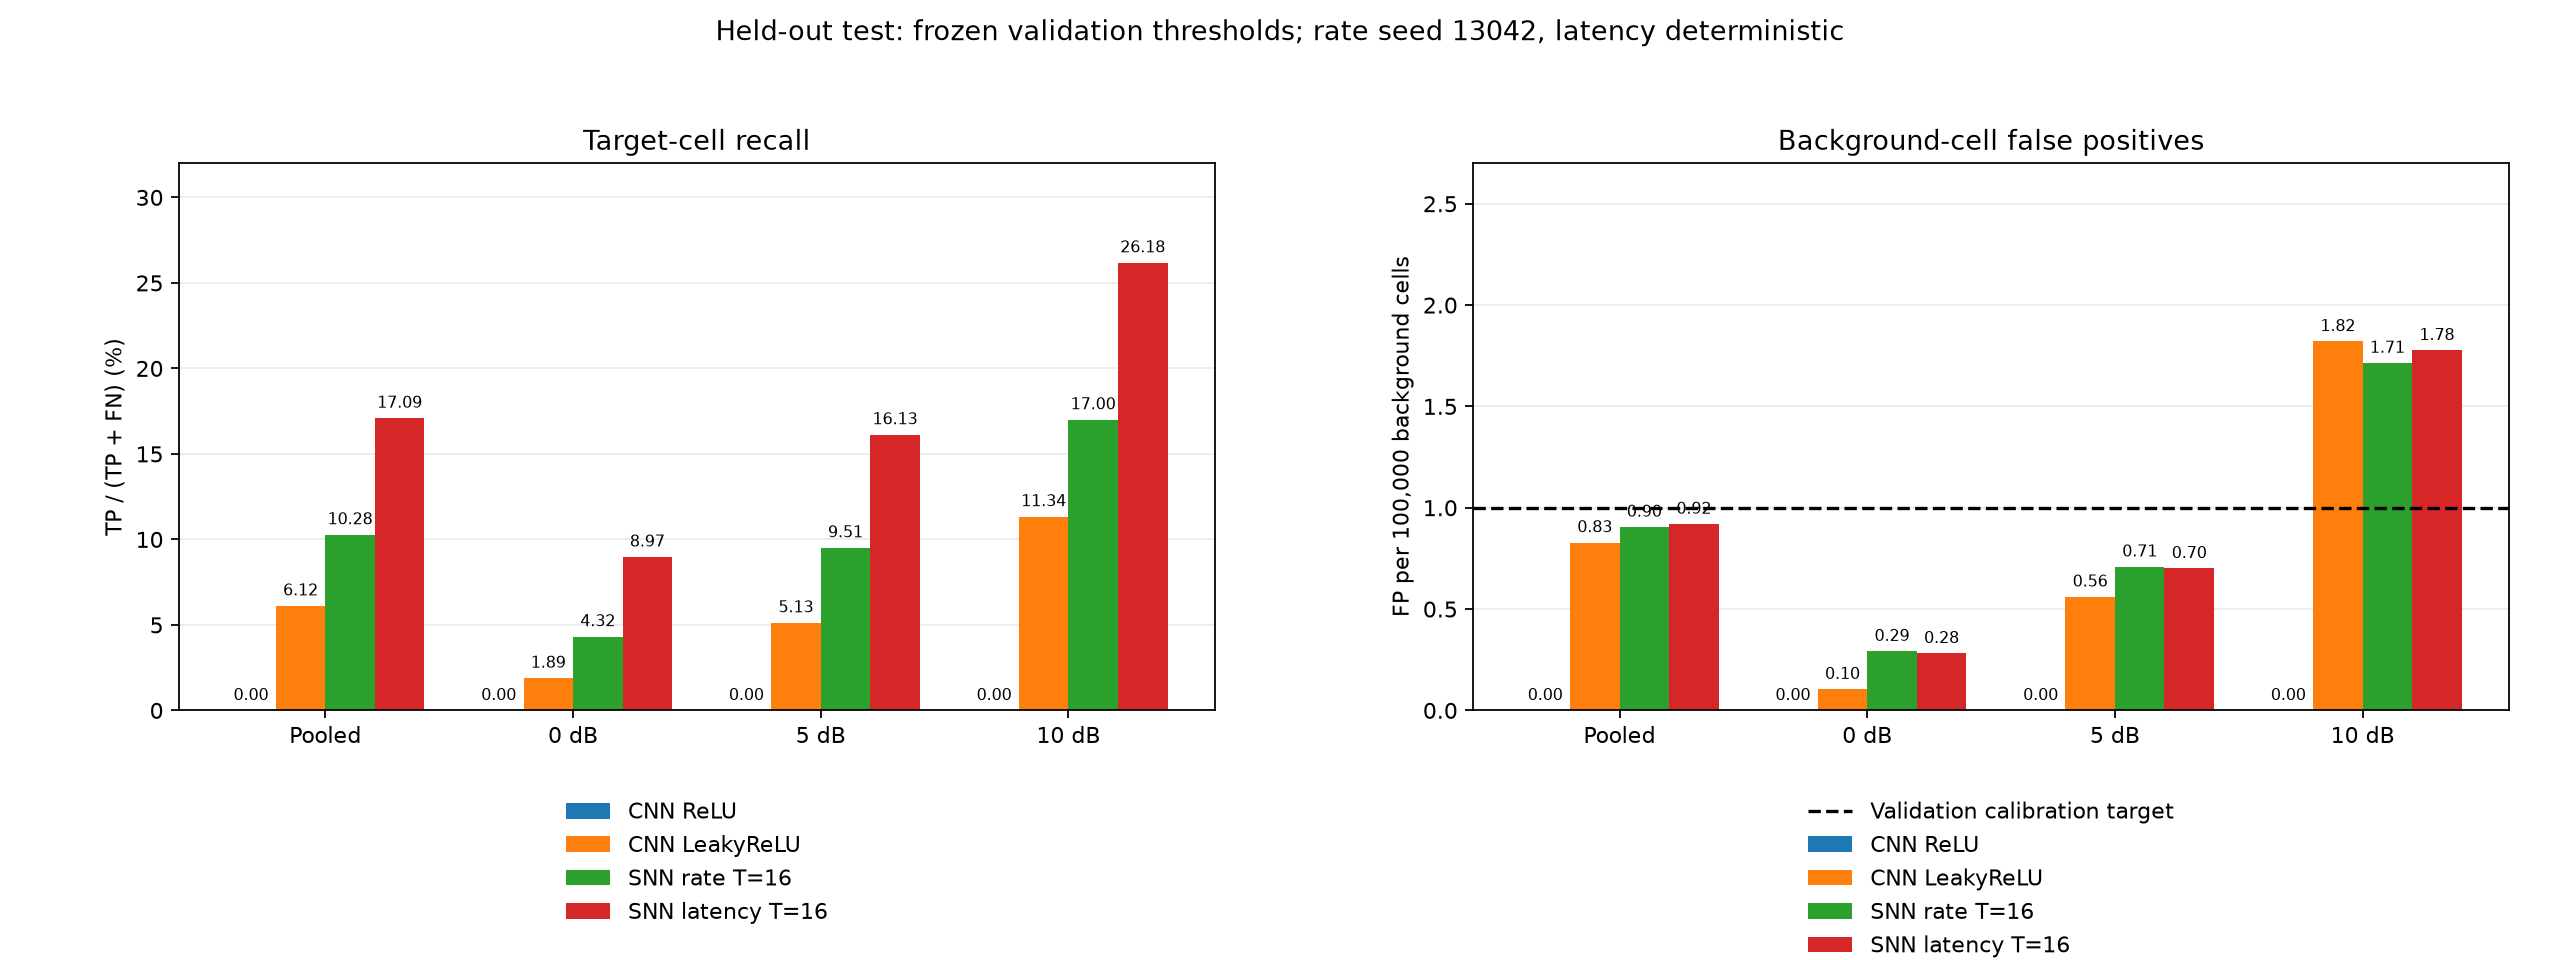 Held-out test: frozen validation thresholds; rate seed 13042, latency deterministic
Target-cell recall
TP / (TP + FN) (%)
30
25
20
15
10
5
0
0.00
6.12
10.28
17.09
0.00
1.89
4.32
8.97
0.00
5.13
9.51
16.13
0.00
11.34
17.00
26.18
Pooled
0 dB
5 dB
10 dB
CNN ReLU
CNN LeakyReLU
SNN rate T=16
SNN latency T=16
Background-cell false positives
FP per 100,000 background cells
2.5
2.0
1.5
1.0
0.5
0.0
0.00
0.83
0.90
0.92
0.00
0.10
0.29
0.28
0.00
0.56
0.71
0.70
0.00
1.82
1.71
1.78
Pooled
0 dB
5 dB
10 dB
Validation calibration target
CNN ReLU
CNN LeakyReLU
SNN rate T=16
SNN latency T=16